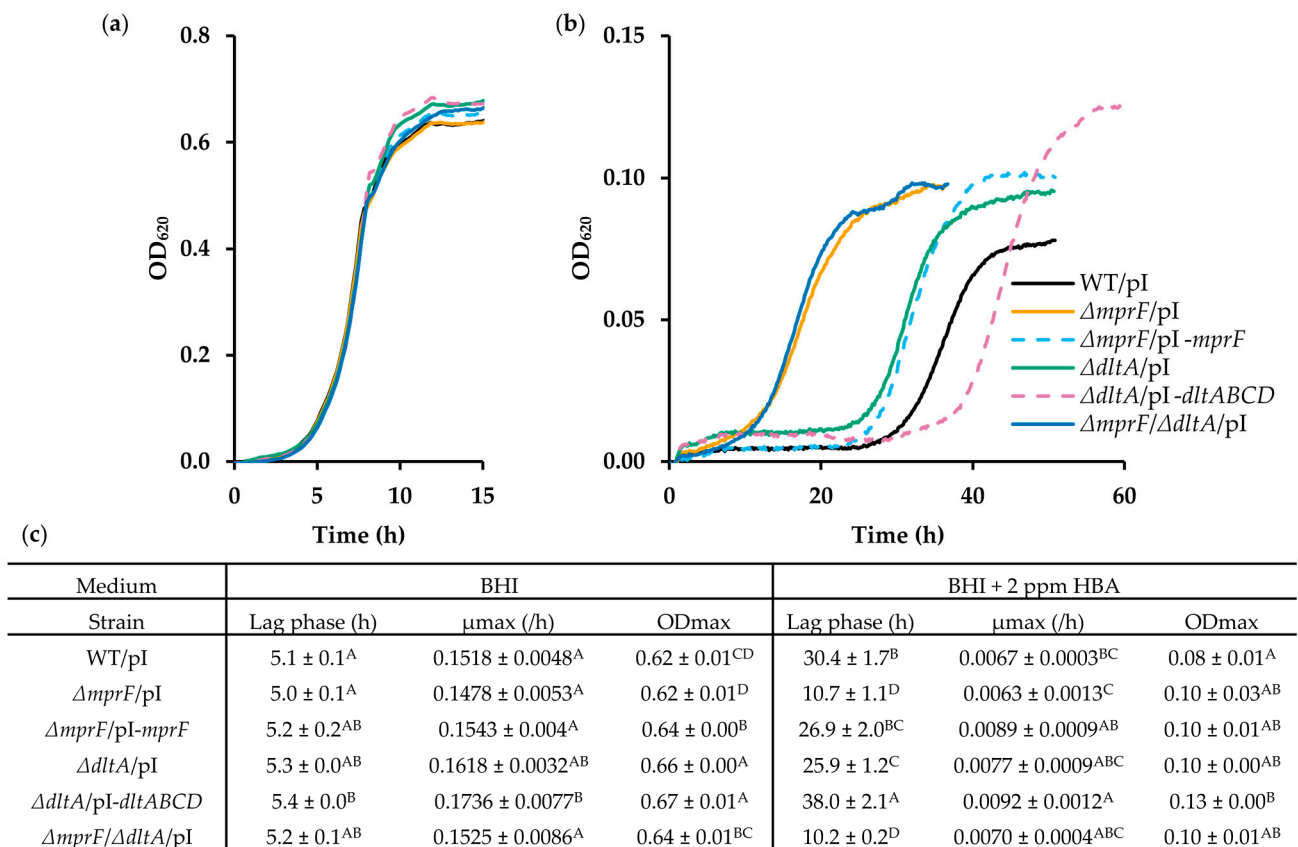 (a)
0.8
0.6
0.4
0.2
0.0
OD₆₂₀
0 5 10 15
Time (h)
(b)
0.15
0.10
0.05
0.00
OD₆₂₀
0 20 40 60
Time (h)
WT/pI
ΔmprF/pI
ΔmprF/pI -mprF
ΔdltA/pI
ΔdltA/pI -dltABCD
ΔmprF/ΔdltA/pI
(c)
Medium BHI BHI + 2 ppm HBA
Strain Lag phase (h) μmax (/h) ODmax Lag phase (h) μmax (/h) ODmax
WT/pI 5.1 ± 0.1ᴬ 0.1518 ± 0.0048ᴬ 0.62 ± 0.01ᶜᴰ 30.4 ± 1.7ᴮ 0.0067 ± 0.0003ᴮᶜ 0.08 ± 0.01ᴬ
ΔmprF/pI 5.0 ± 0.1ᴬ 0.1478 ± 0.0053ᴬ 0.62 ± 0.01ᴰ 10.7 ± 1.1ᴰ 0.0063 ± 0.0013ᶜ 0.10 ± 0.03ᴬᴮ
ΔmprF/pI-mprF 5.2 ± 0.2ᴬᴮ 0.1543 ± 0.004ᴬ 0.64 ± 0.00ᴮ 26.9 ± 2.0ᴮᶜ 0.0089 ± 0.0009ᴬᴮ 0.10 ± 0.01ᴬᴮ
ΔdltA/pI 5.3 ± 0.0ᴬᴮ 0.1618 ± 0.0032ᴬᴮ 0.66 ± 0.00ᴬ 25.9 ± 1.2ᶜ 0.0077 ± 0.0009ᴬᴮᶜ 0.10 ± 0.00ᴬᴮ
ΔdltA/pI-dltABCD 5.4 ± 0.0ᴮ 0.1736 ± 0.0077ᴮ 0.67 ± 0.01ᴬ 38.0 ± 2.1ᴬ 0.0092 ± 0.0012ᴬ 0.13 ± 0.00ᴮ
ΔmprF/ΔdltA/pI 5.2 ± 0.1ᴬᴮ 0.1525 ± 0.0086ᴬ 0.64 ± 0.01ᴮᶜ 10.2 ± 0.2ᴰ 0.0070 ± 0.0004ᴬᴮᶜ 0.10 ± 0.01ᴬᴮ